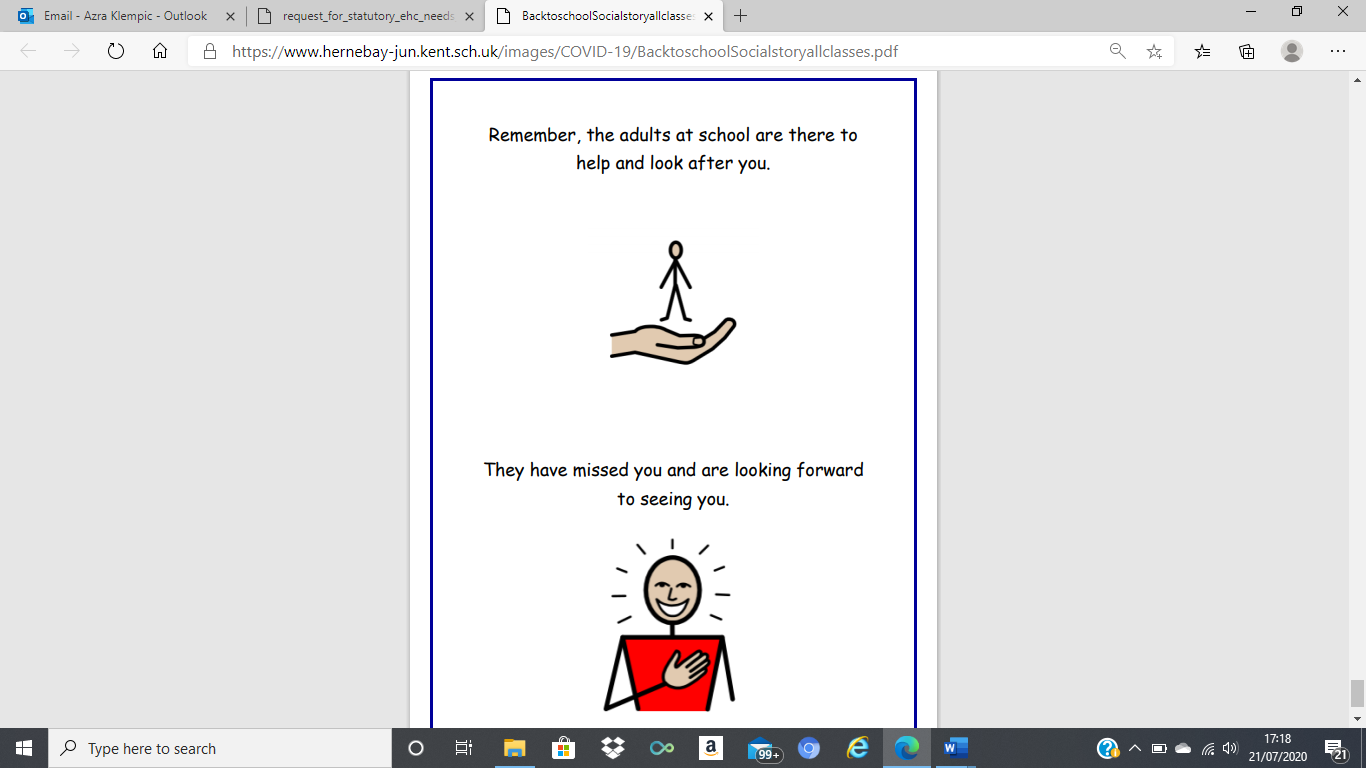 Email - Azra Klempic - Outlook
request_for_statutory_ehc_needs
BacktoschoolSocialstoryallclasses
https://www.hernebay-jun.kent.sch.uk/images/COVID-19/BacktoschoolSocialstoryallclasses.pdf
Remember, the adults at school are there to
help and look after you.
They have missed you and are looking forward
to seeing you.
Type here to search
a
99+
W
17:18
21/07/2020
21